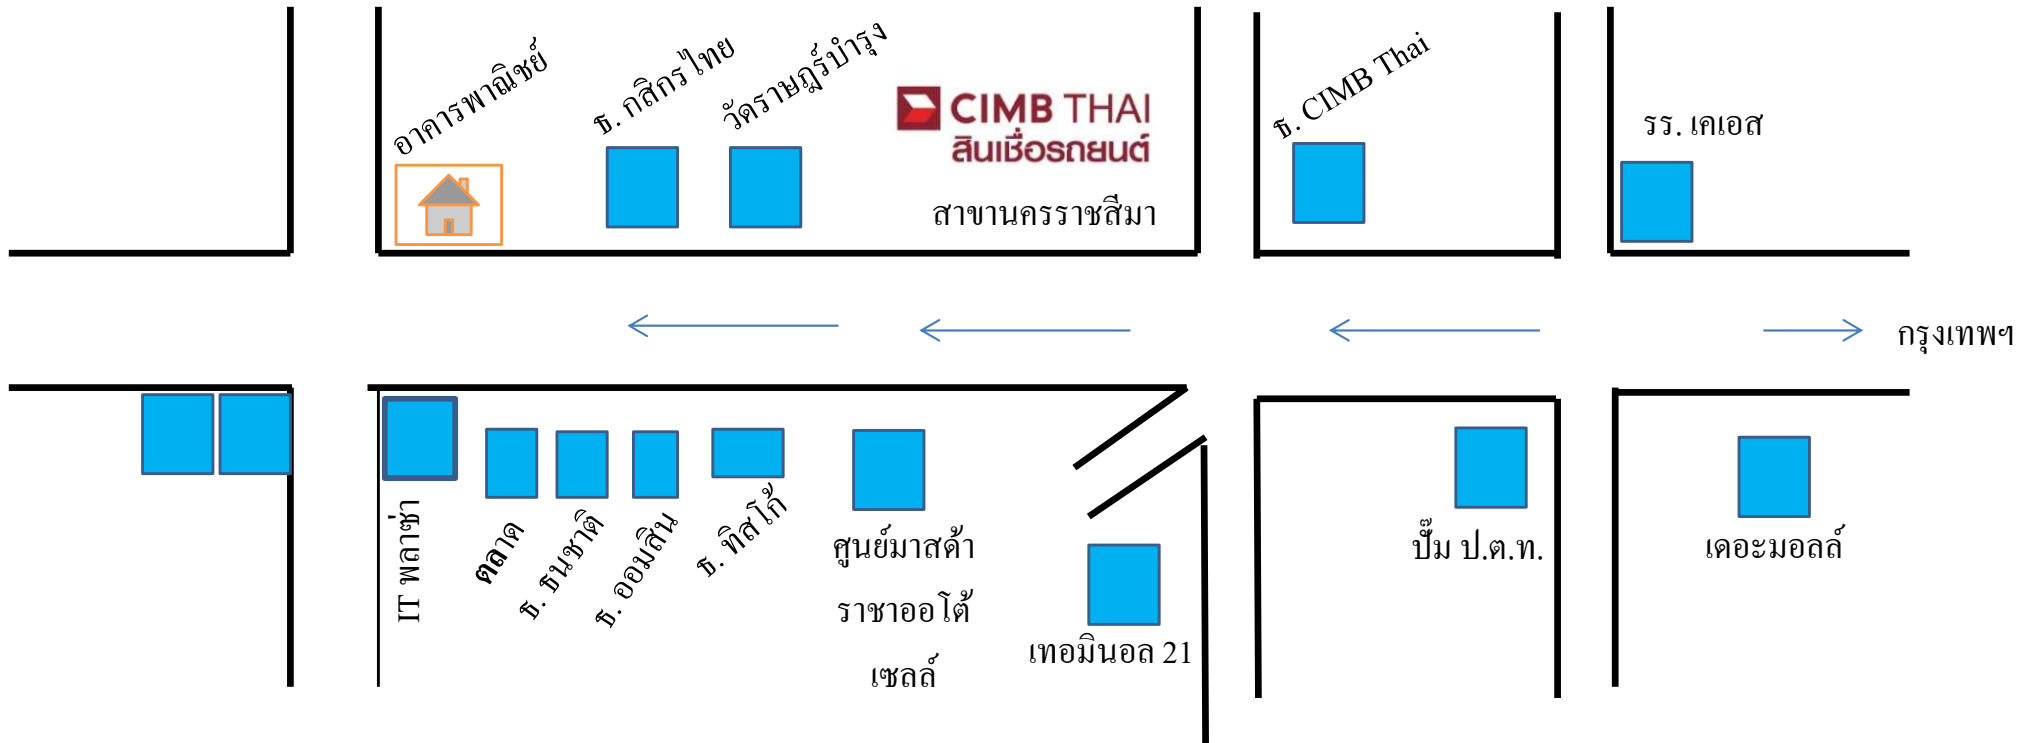 อาคารพาณิชย์
ธ. กสิกรไทย
วัดราษฎร์บำรุง
CIMB THAI
สินเชื่อรถยนต์
สาขานครราชสีมา
ธ. CIMB Thai
รร. เคเอส
กรุงเทพฯ
IT พลาซ่า
ตลาด
ธ. ธนชาติ
ธ. ออมสิน
ธ. ทิสโก้
ศูนย์มาสด้า
ราชาออโต้
เซลล์
เทอมินอล 21
ปั๊ม ป.ต.ท.
เดอะมอลล์